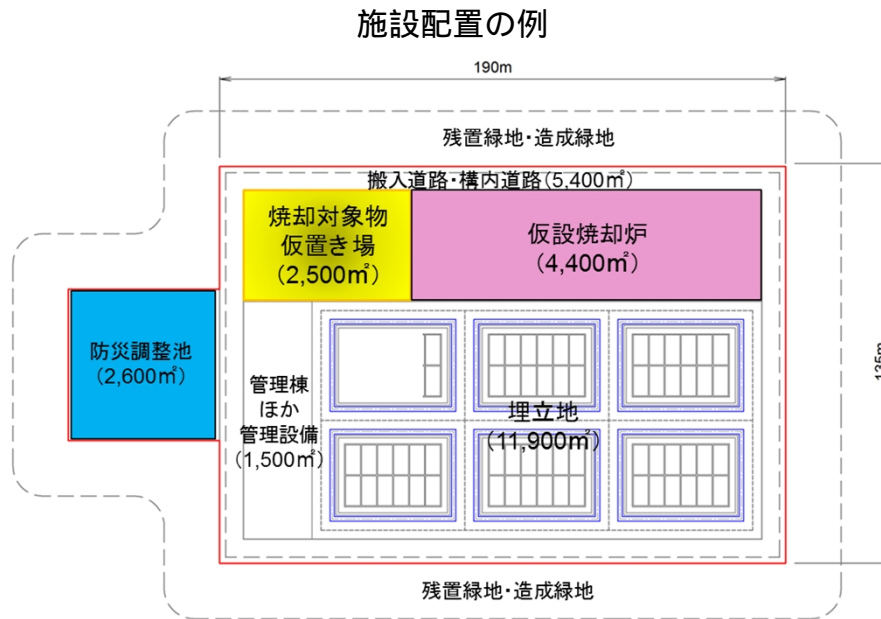 施設配置の例
190m
残置緑地・造成緑地
搬入道路・構内道路(5,400㎡)
焼却対象物
仮置き場
(2,500㎡)
仮設焼却炉
(4,400㎡)
防災調整池
(2,600㎡)
管理棟
ほか
管理設備
(1,500㎡)
埋立地
(11,900㎡)
135m
残置緑地・造成緑地